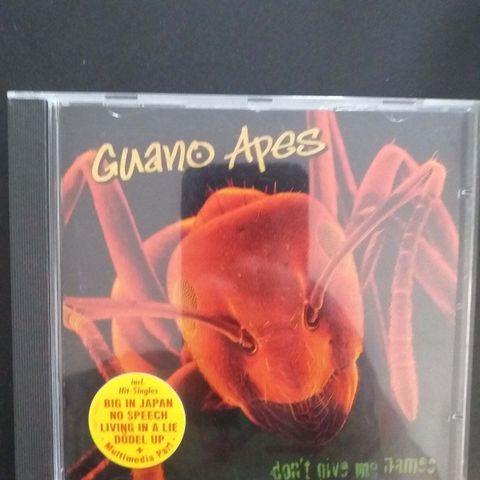 Guano Apes
incl.
Hit-Singles
BIG IN JAPAN
NO SPEECH
LIVING IN A LIE
DÖDEL UP
+
- Multimedia Part -
don't give me names